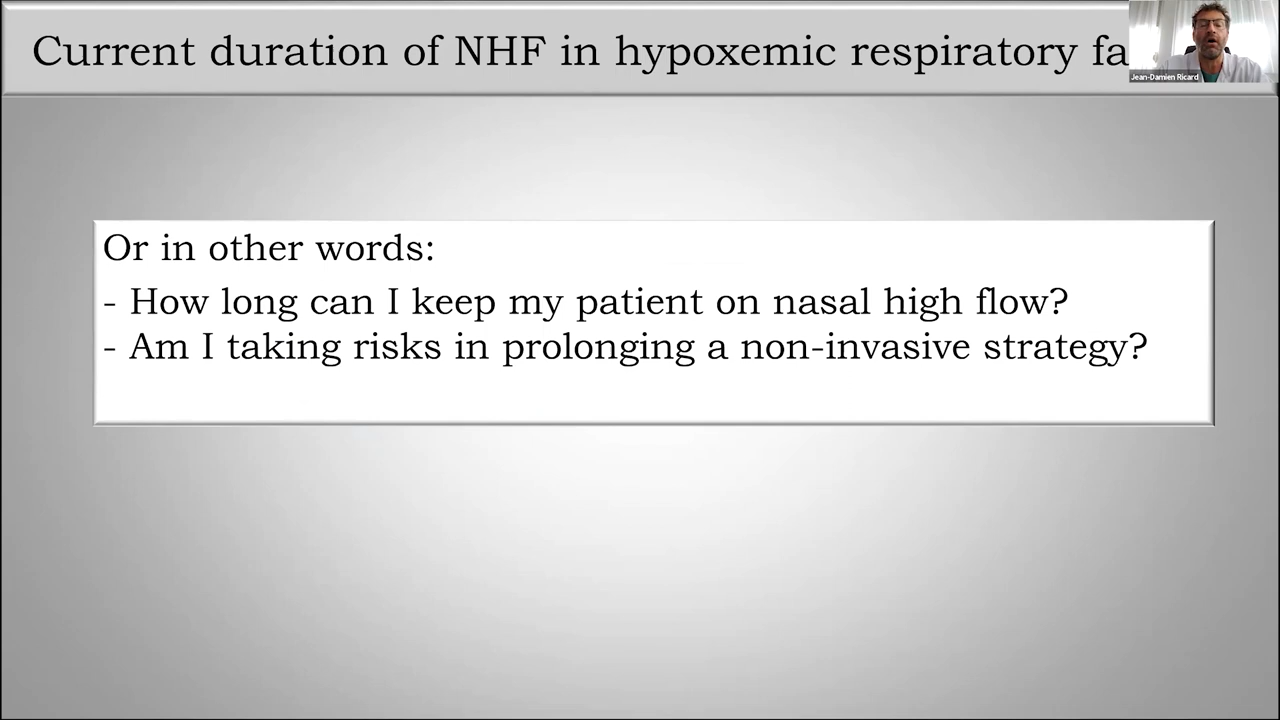 Current duration of NHF in hypoxemic respiratory fa
Jean-Damien Ricard
Or in other words:
- How long can I keep my patient on nasal high flow?
- Am I taking risks in prolonging a non-invasive strategy?